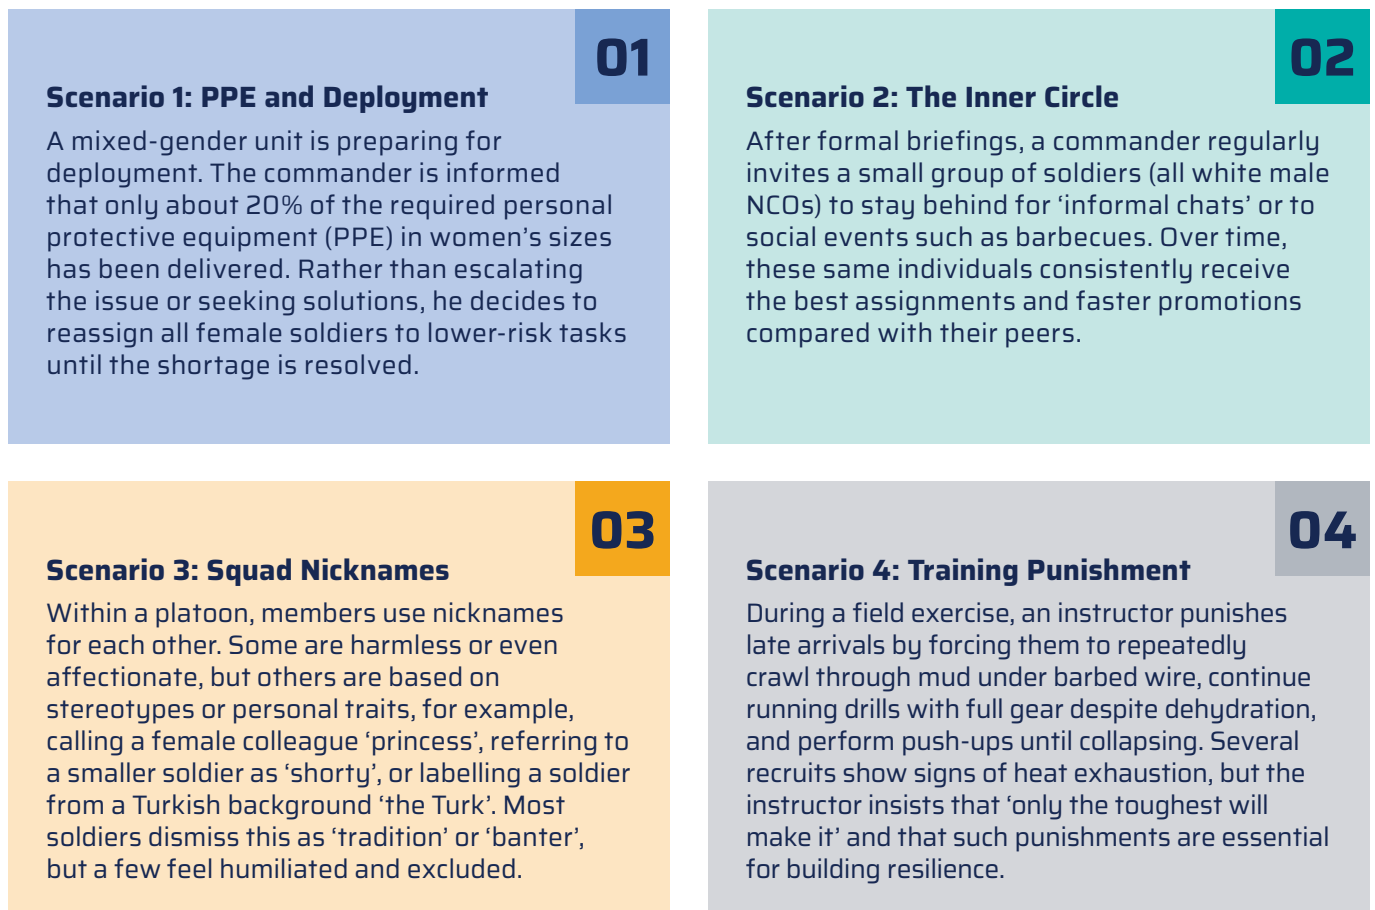 01
Scenario 1: PPE and Deployment
A mixed-gender unit is preparing for
deployment. The commander is informed
that only about 20% of the required personal
protective equipment (PPE) in women’s sizes
has been delivered. Rather than escalating
the issue or seeking solutions, he decides to
reassign all female soldiers to lower-risk tasks
until the shortage is resolved.
02
Scenario 2: The Inner Circle
After formal briefings, a commander regularly
invites a small group of soldiers (all white male
NCOs) to stay behind for ‘informal chats’ or to
social events such as barbecues. Over time,
these same individuals consistently receive
the best assignments and faster promotions
compared with their peers.
03
Scenario 3: Squad Nicknames
Within a platoon, members use nicknames
for each other. Some are harmless or even
affectionate, but others are based on
stereotypes or personal traits, for example,
calling a female colleague ‘princess’, referring to
a smaller soldier as ‘shorty’, or labelling a soldier
from a Turkish background ‘the Turk’. Most
soldiers dismiss this as ‘tradition’ or ‘banter’,
but a few feel humiliated and excluded.
04
Scenario 4: Training Punishment
During a field exercise, an instructor punishes
late arrivals by forcing them to repeatedly
crawl through mud under barbed wire, continue
running drills with full gear despite dehydration,
and perform push-ups until collapsing. Several
recruits show signs of heat exhaustion, but the
instructor insists that ‘only the toughest will
make it’ and that such punishments are essential
for building resilience.